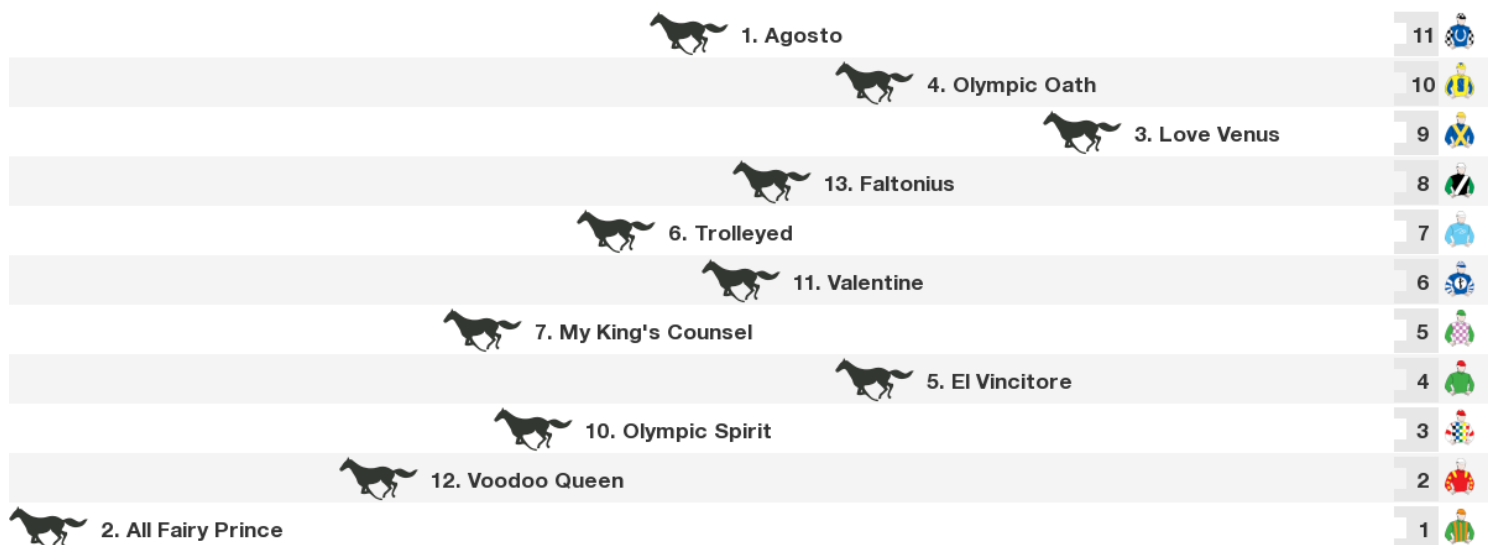 1. Agosto 11
4. Olympic Oath 10
3. Love Venus 9
13. Faltonius 8
6. Trolleyed 7
11. Valentine 6
7. My King's Counsel 5
5. El Vincitore 4
10. Olympic Spirit 3
12. Voodoo Queen 2
2. All Fairy Prince 1